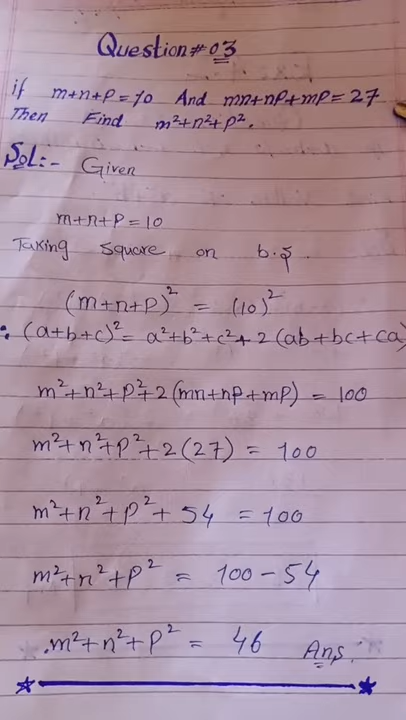 Question # 03
if m+n+p=10 And mn+np+mp=27
Then Find m²+n²+p².
Sol:- Given
m+n+p=10
Taking Square on b.s.
(m+n+p)² = (10)²
∵ (a+b+c)² = a²+b²+c²+2(ab+bc+ca)
m²+n²+p²+2(mn+np+mp) = 100
m²+n²+p²+2(27) = 100
m²+n²+p²+54 = 100
m²+n²+p² = 100-54
m²+n²+p² = 46 Ans.